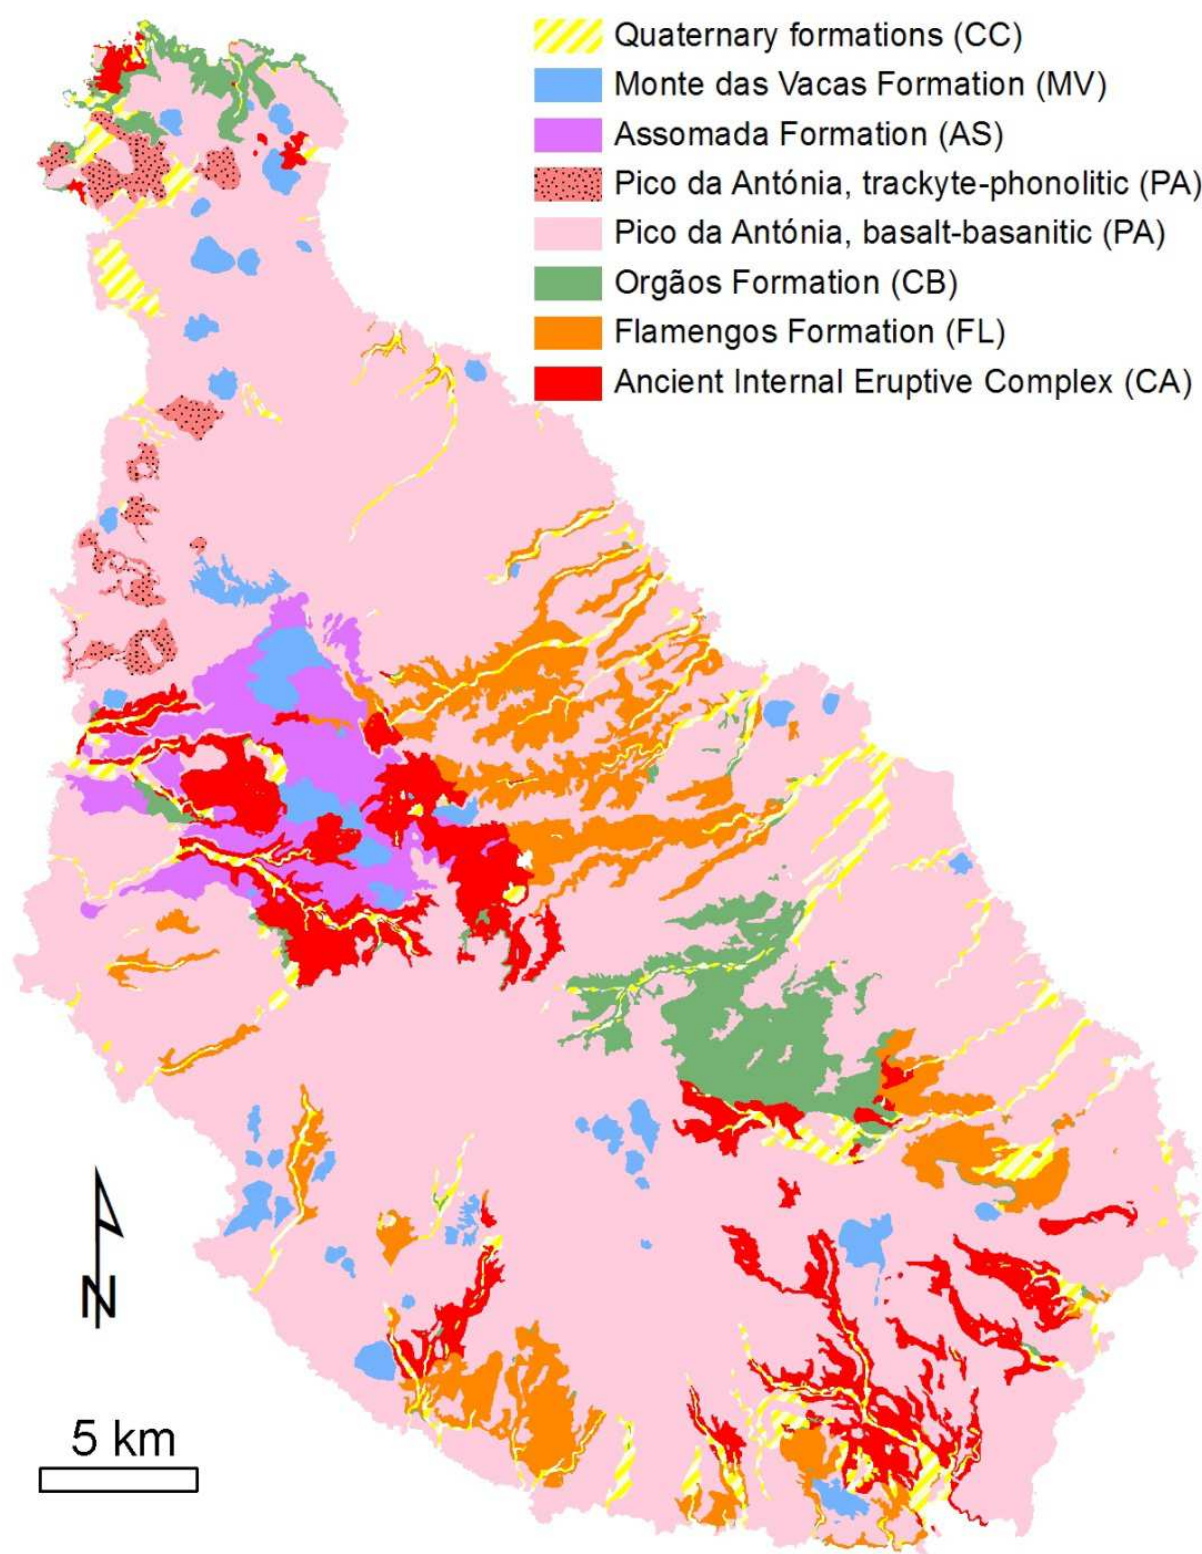 Quaternary formations (CC)
Monte das Vacas Formation (MV)
Assomada Formation (AS)
Pico da Antónia, trackyte-phonolitic (PA)
Pico da Antónia, basalt-basanitic (PA)
Orgãos Formation (CB)
Flamengos Formation (FL)
Ancient Internal Eruptive Complex (CA)
N
5 km